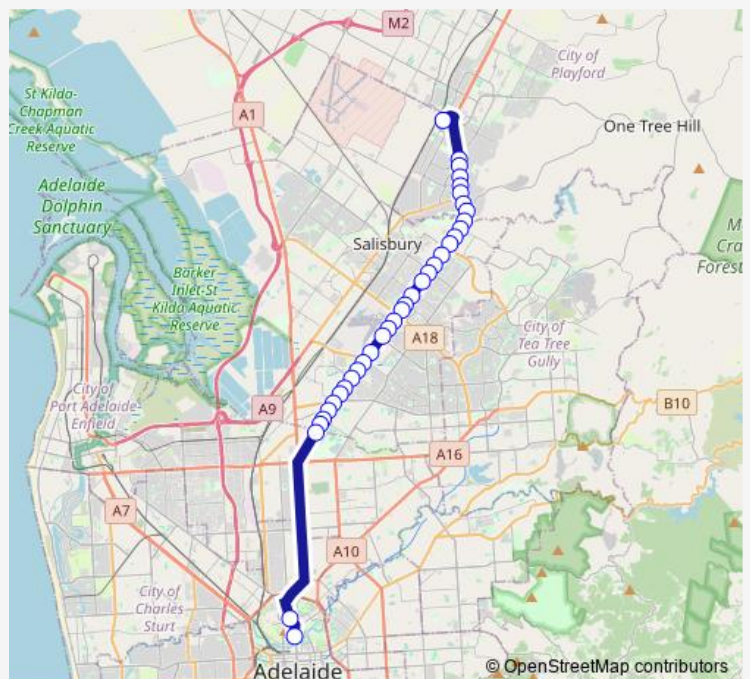 M2
City of
Playford
St Kilda-
Chapman
Creek Aquatic
Reserve
A1
One Tree Hill
Adelaide
Dolphin
Sanctuary
Salisbury
M
Cra
Forest
Barker
Inlet-St
Kilda Aquatic
Reserve
A18
City of
Tea Tree
Gully
City of
Port Adelaide
Enfield
A9
B10
A16
A7
A10
City of
Charles
Sturt
Adelaide
© OpenStreetMap contributors